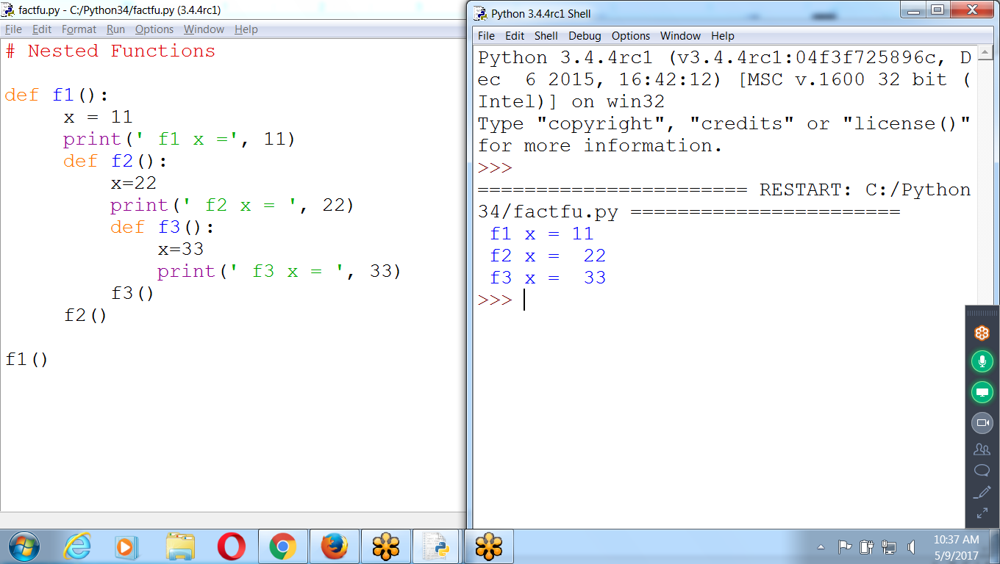 factfu.py - C:/Python34/factfu.py (3.4.4rc1)
File Edit Format Run Options Window Help
# Nested Functions
def f1():
     x = 11
     print(' f1 x =', 11)
     def f2():
         x=22
         print(' f2 x = ', 22)
         def f3():
             x=33
             print(' f3 x = ', 33)
         f3()
     f2()
f1()
Python 3.4.4rc1 Shell
File Edit Shell Debug Options Window Help
Python 3.4.4rc1 (v3.4.4rc1:04f3f725896c, D
ec  6 2015, 16:42:12) [MSC v.1600 32 bit (
Intel)] on win32
Type "copyright", "credits" or "license()"
for more information.
>>>
======================= RESTART: C:/Python
34/factfu.py =======================
 f1 x = 11
 f2 x =  22
 f3 x =  33
>>>
10:37 AM
5/9/2017